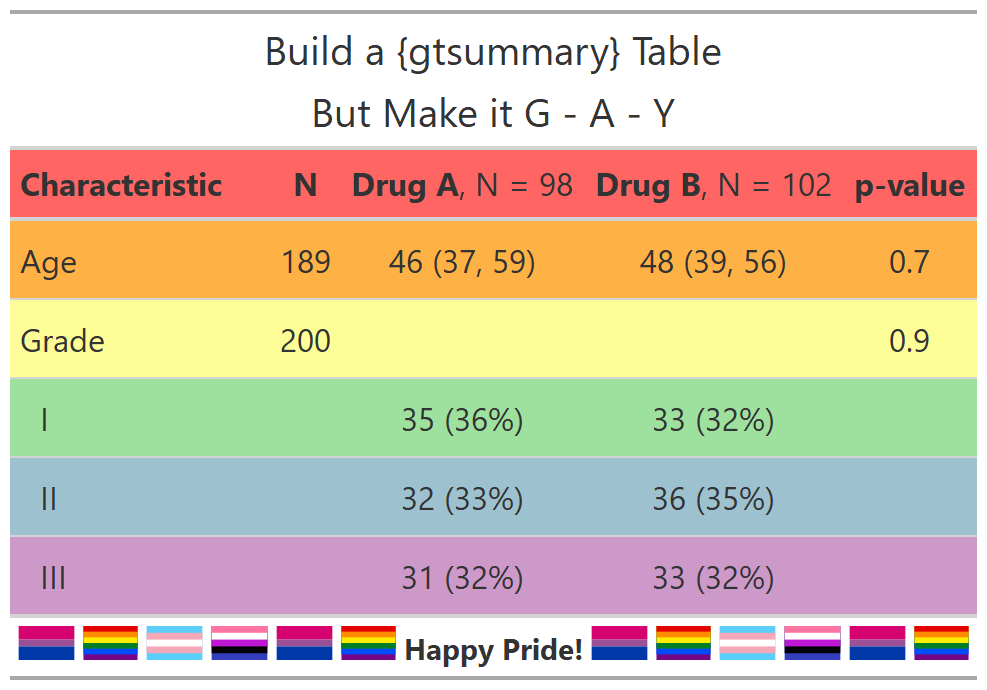 Build a {gtsummary} Table
But Make it G - A - Y
Characteristic N Drug A, N = 98 Drug B, N = 102 p-value
Age 189 46 (37, 59) 48 (39, 56) 0.7
Grade 200 0.9
I 35 (36%) 33 (32%)
II 32 (33%) 36 (35%)
III 31 (32%) 33 (32%)
Happy Pride!